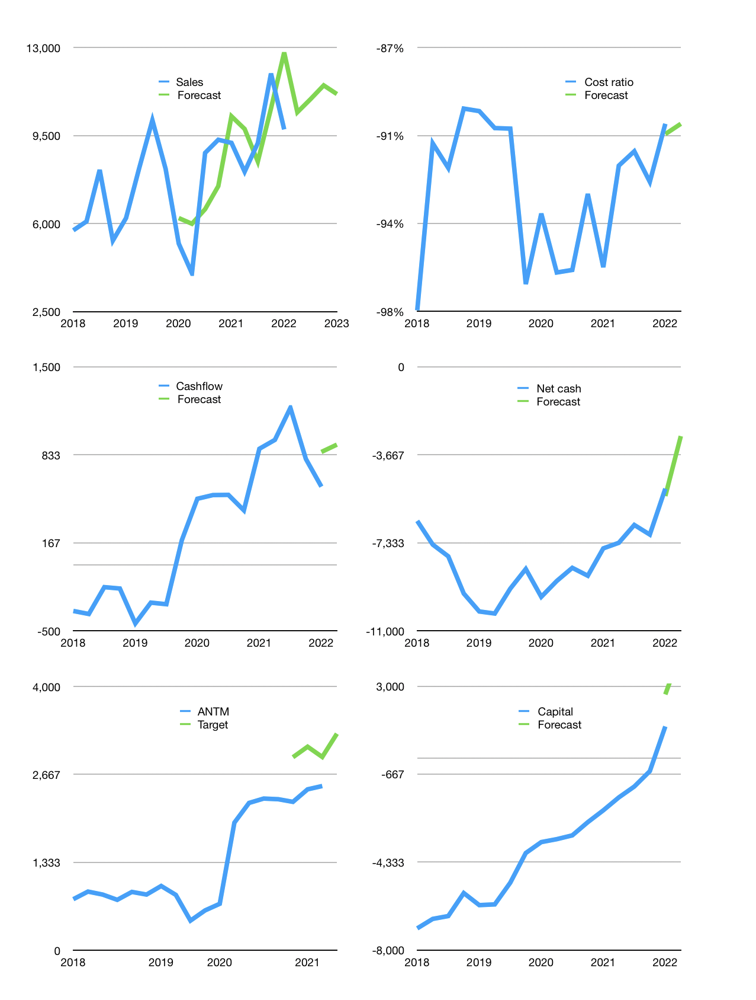 13,000
Sales
Forecast
9,500
6,000
2,500
2018 2019 2020 2021 2022 2023
-87%
Cost ratio
Forecast
-91%
-94%
-98%
2018 2019 2020 2021 2022
1,500
Cashflow
Forecast
833
167
-500
2018 2019 2020 2021 2022
0
Net cash
Forecast
-3,667
-7,333
-11,000
2018 2019 2020 2021 2022
4,000
ANTM
Target
2,667
1,333
0
2018 2019 2020 2021
3,000
Capital
Forecast
-667
-4,333
-8,000
2018 2019 2020 2021 2022